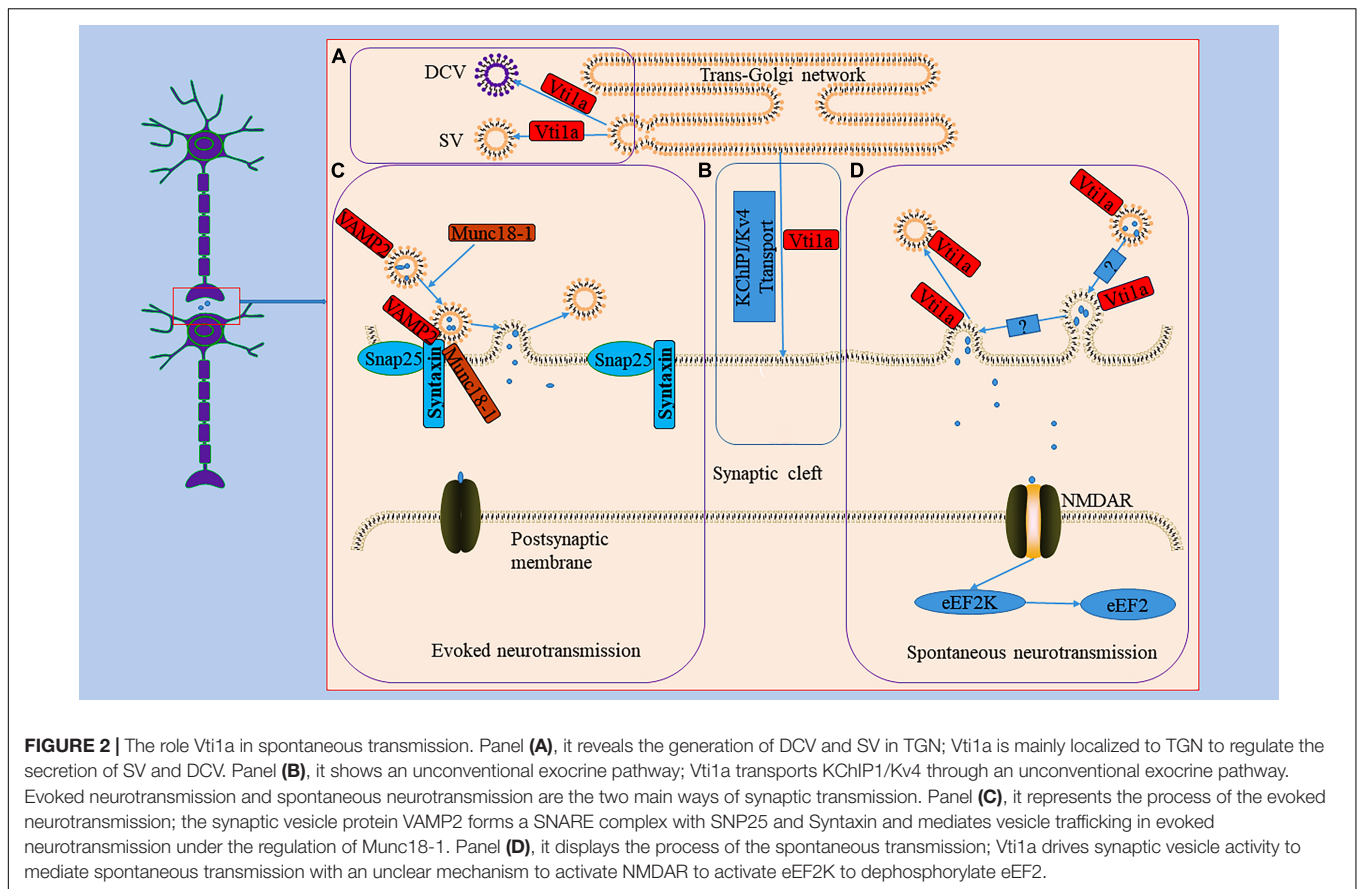 A
DCV
Vti1a
Trans-Golgi network
SV
Vti1a
C
B
D
VAMP2
Munc18-1
KChIPI/Kv4
Ttansport
Vti1a
Vti1a
Vti1a
?
Vti1a
Vti1a
?
VAMP2
Snap25
Syntaxin
Munc18-1
Snap25
Syntaxin
Synaptic cleft
NMDAR
Postsynaptic
membrane
eEF2K
eEF2
Evoked neurotransmission
Spontaneous neurotransmission
FIGURE 2 | The role Vti1a in spontaneous transmission. Panel (A), it reveals the generation of DCV and SV in TGN; Vti1a is mainly localized to TGN to regulate the
secretion of SV and DCV. Panel (B), it shows an unconventional exocrine pathway; Vti1a transports KChIP1/Kv4 through an unconventional exocrine pathway.
Evoked neurotransmission and spontaneous neurotransmission are the two main ways of synaptic transmission. Panel (C), it represents the process of the evoked
neurotransmission; the synaptic vesicle protein VAMP2 forms a SNARE complex with SNP25 and Syntaxin and mediates vesicle trafficking in evoked
neurotransmission under the regulation of Munc18-1. Panel (D), it displays the process of the spontaneous transmission; Vti1a drives synaptic vesicle activity to
mediate spontaneous transmission with an unclear mechanism to activate NMDAR to activate eEF2K to dephosphorylate eEF2.